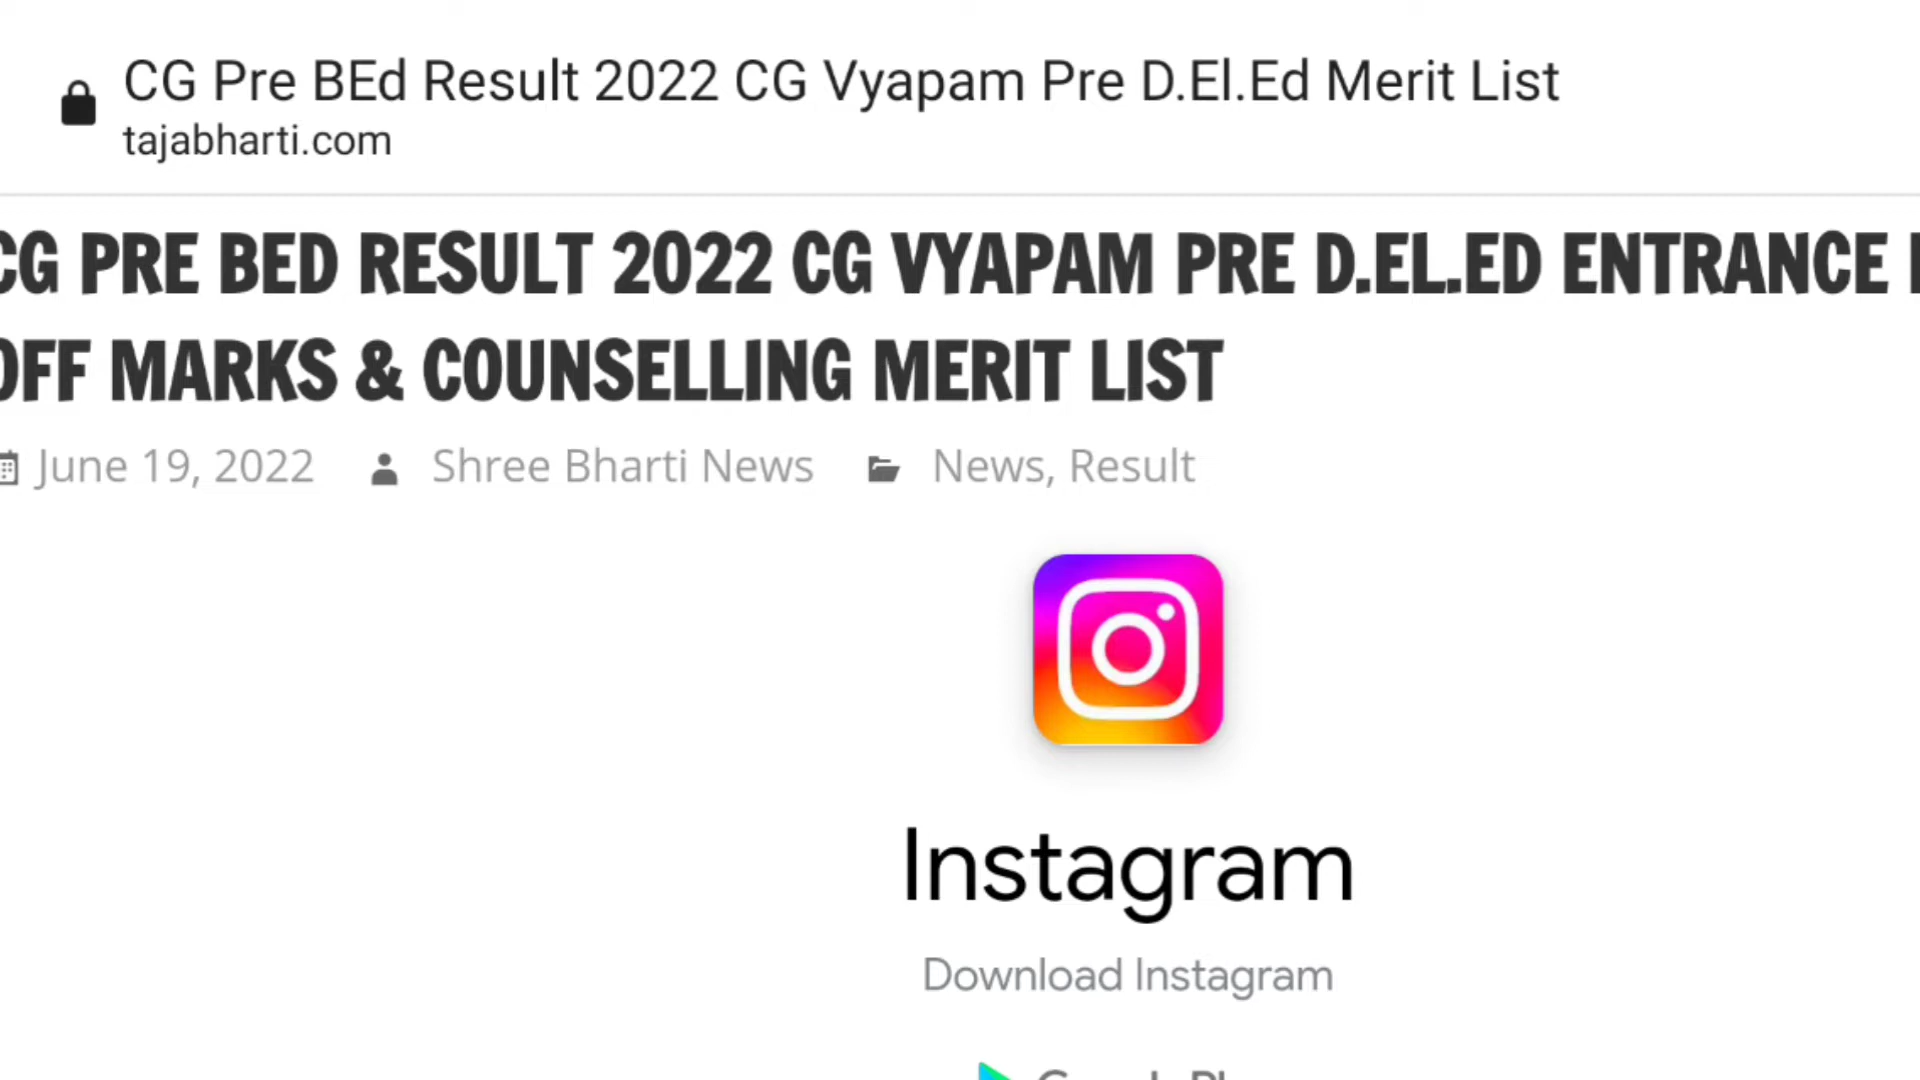 CG Pre BEd Result 2022 CG Vyapam Pre D.El.Ed Merit List
tajabharti.com
CG PRE BED RESULT 2022 CG VYAPAM PRE D.EL.ED ENTRANCE
OFF MARKS & COUNSELLING MERIT LIST
June 19, 2022 Shree Bharti News News, Result
Instagram
Download Instagram